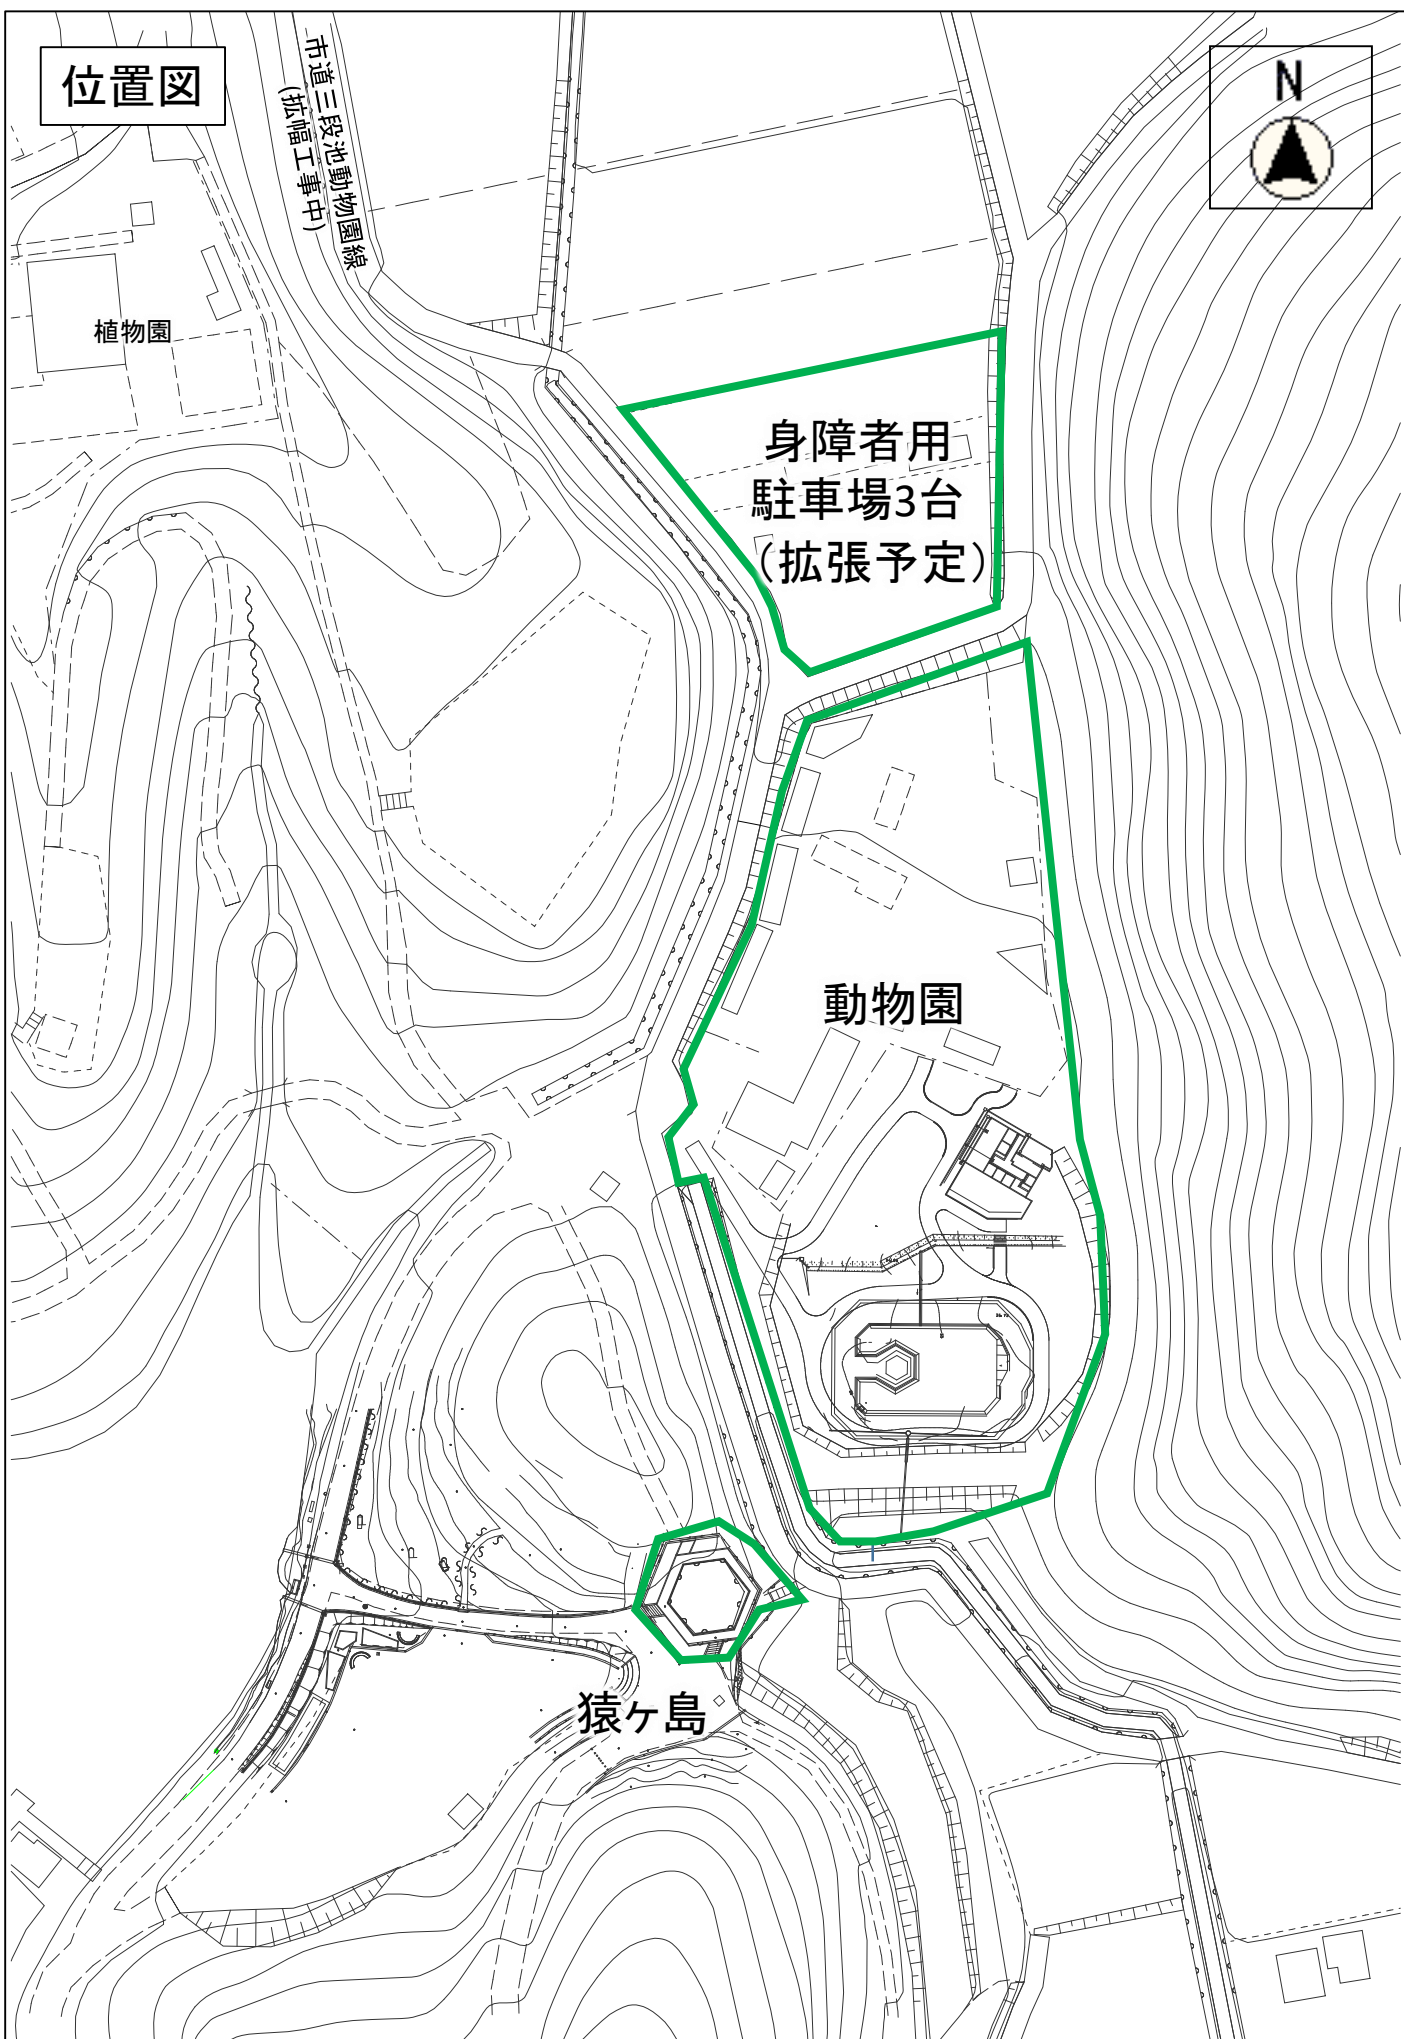 位置図
市道三段池動物園線
(拡幅工事中)
N
植物園
身障者用
駐車場3台
（拡張予定）
動物園
猿ヶ島